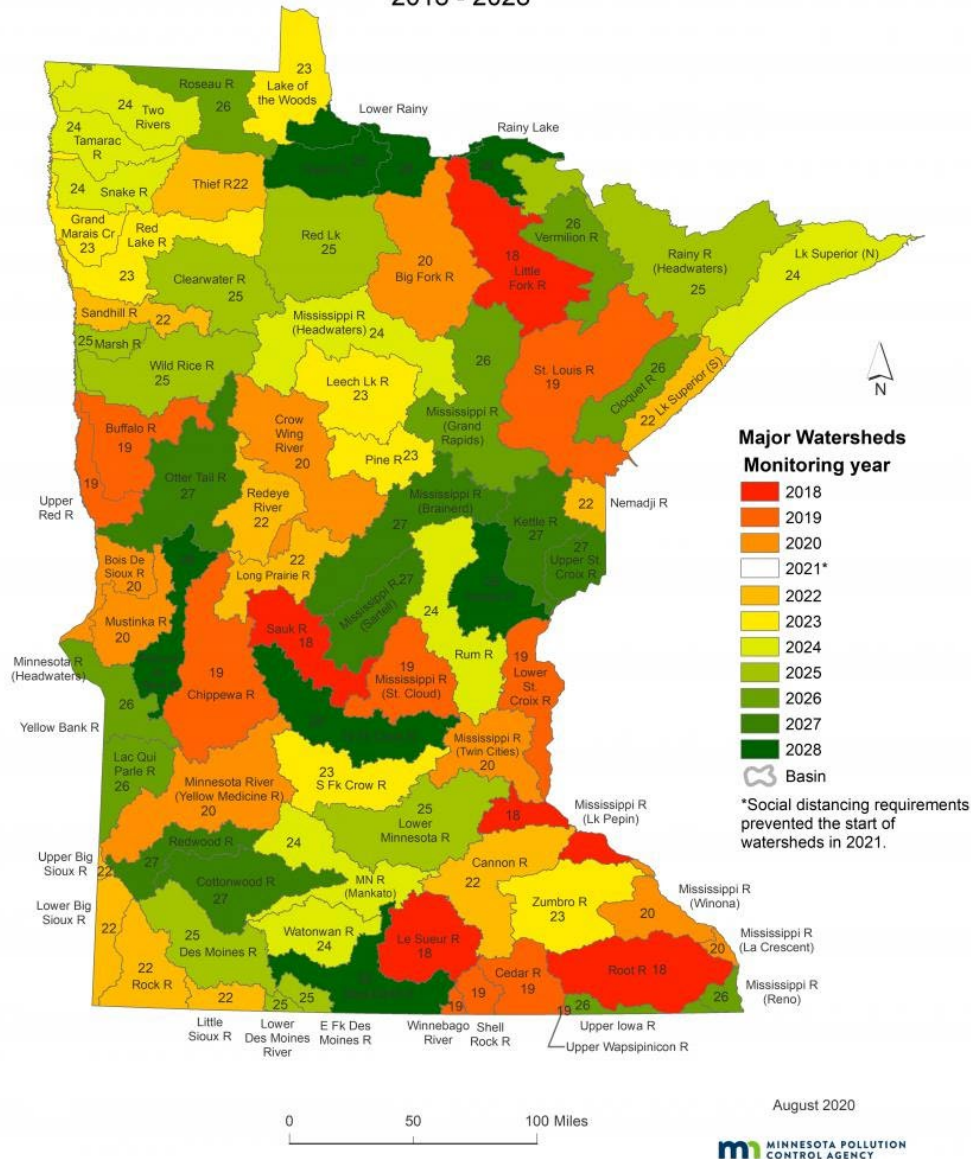 2018 - 2028
23
Lake of
the Woods
Roseau R
26
Lower Rainy
Rainy Lake
24 Two
Rivers
24
Tamarac
R
24
Snake R
Thief R 22
Grand
Marais Cr
23
Red
Lake R
23
Red Lk
25
20
Big Fork R
18
Little
Fork R
26
Vermilion R
Rainy R
(Headwaters)
25
Lk Superior (N)
24
Clearwater R
25
Sandhill R
22
25
Marsh R
Wild Rice R
25
Mississippi R
(Headwaters) 24
Leech Lk R
23
26
Mississippi R
(Grand
Rapids)
St. Louis R
19
26
Cloquet R
22 Lk Superior (S)
N
Buffalo R
19
19
Upper
Red R
Otter Tail R
27
Crow
Wing
River
20
Pine R 23
Redeye
River
22
Mississippi R
(Brainerd)
27
Kettle R
27
22
Nemadji R
27
Upper St.
Croix R
Bois De
Sioux R
20
22
Long Prairie R
Mississippi R 27
(Sartell)
24
Rum R
Mustinka R
20
Sauk R
18
19
Mississippi R
(St. Cloud)
19
Lower
St.
Croix R
Minnesota R
(Headwaters)
26
19
Chippewa R
Yellow Bank R
Lac Qui
Parle R
26
Minnesota River
(Yellow Medicine R)
20
23
S Fk Crow R
Mississippi R
(Twin Cities)
20
25
Lower
Minnesota R
18
Mississippi R
(Lk Pepin)
Upper Big
Sioux R
22
Redwood R
27
24
Cottonwood R
27
MN R
(Mankato)
Cannon R
22
Zumbro R
23
Mississippi R
(Winona)
20
Lower Big
Sioux R
22
25
Des Moines R
Watonwan R
24
Le Sueur R
18
20
Mississippi R
(La Crescent)
22
Rock R
22
25
25
Cedar R
19
19
19
Root R 18
19
26
26
Mississippi R
(Reno)
Little
Sioux R
Lower
Des Moines
River
E Fk Des
Moines R
Winnebago
River
Shell
Rock R
Upper Iowa R
Upper Wapsipinicon R
Major Watersheds
Monitoring year
2018
2019
2020
2021*
2022
2023
2024
2025
2026
2027
2028
Basin
*Social distancing requirements
prevented the start of
watersheds in 2021.
August 2020
0 50 100 Miles
MINNESOTA POLLUTION
CONTROL AGENCY